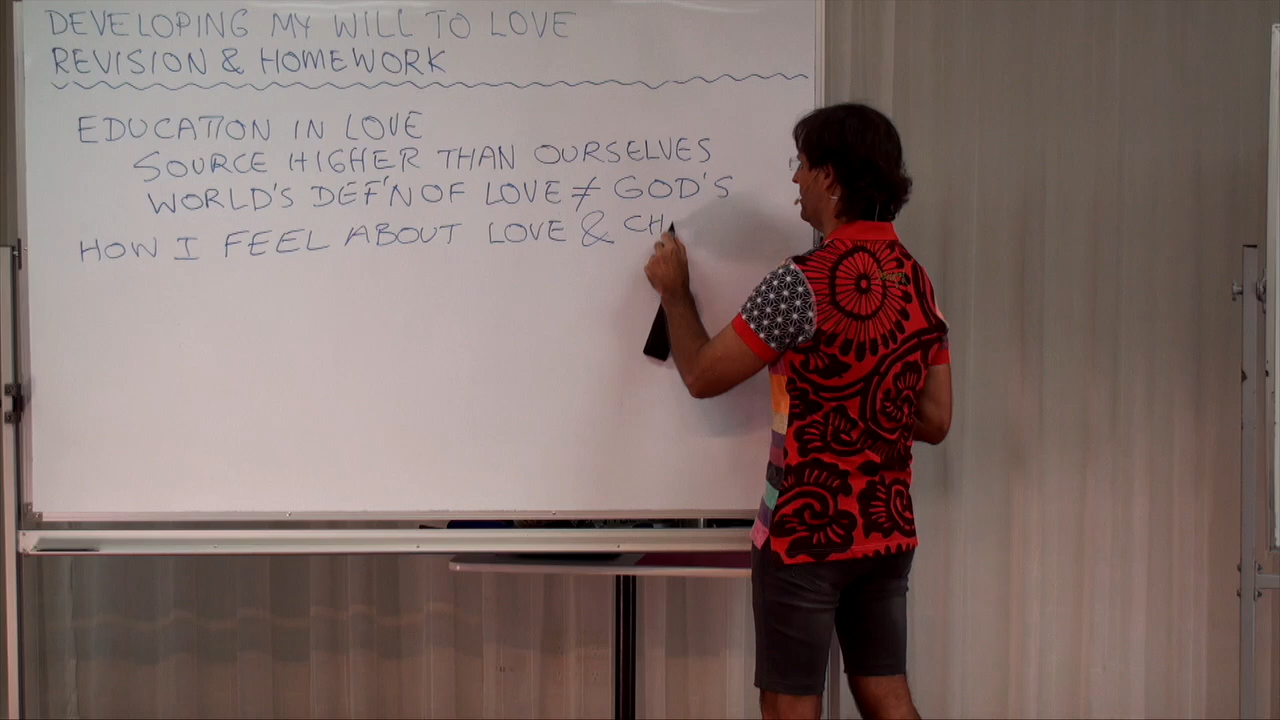 DEVELOPING MY WILL TO LOVE
REVISION & HOMEWORK
EDUCATION IN LOVE
SOURCE HIGHER THAN OURSELVES
WORLD'S DEF'N OF LOVE ≠ GOD'S
HOW I FEEL ABOUT LOVE & CH